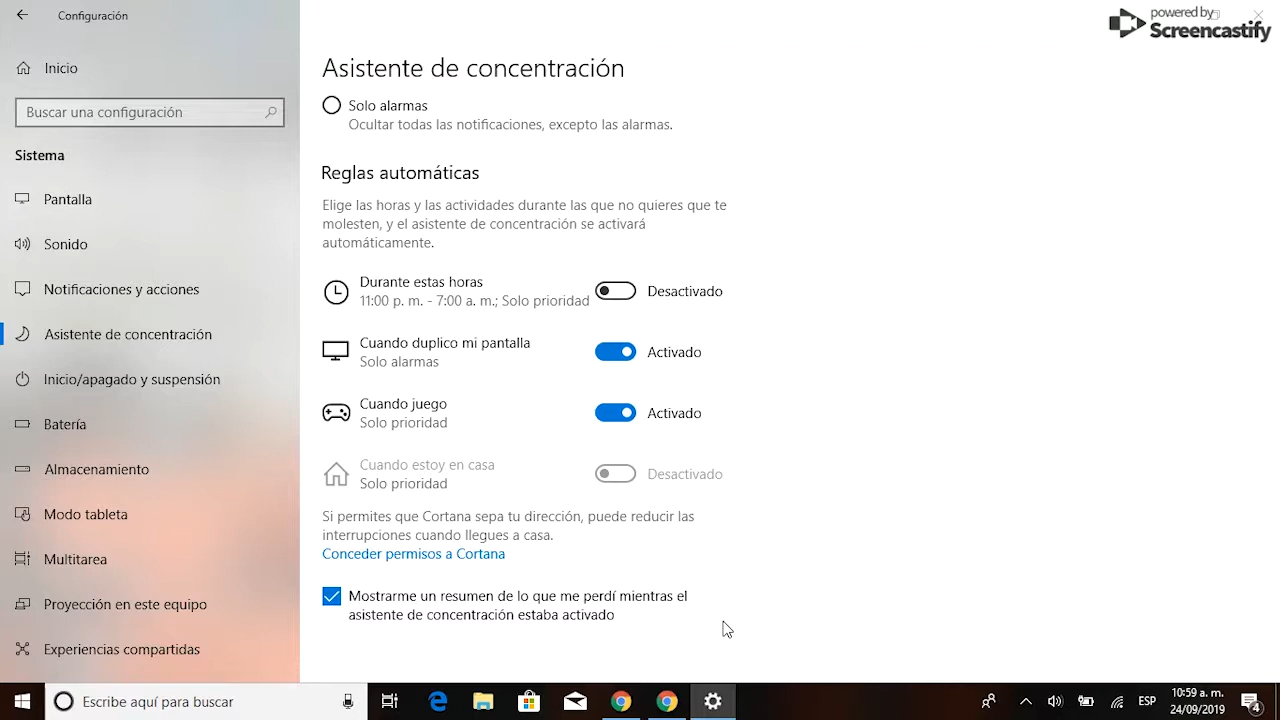 Configuración
powered by
Screencastify
Inicio
Buscar una configuración
Sistema
Pantalla
Sonido
Notificaciones y acciones
Asistente de concentración
Inicio/apagado y suspensión
Batería
Almacenamiento
Modo tableta
Multitarea
Proyección en este equipo
Experiencias compartidas
Asistente de concentración
Solo alarmas
Ocultar todas las notificaciones, excepto las alarmas.
Reglas automáticas
Elige las horas y las actividades durante las que no quieres que te
molesten, y el asistente de concentración se activará
automáticamente.
Durante estas horas
11:00 p. m. - 7:00 a. m.; Solo prioridad
Desactivado
Cuando duplico mi pantalla
Solo alarmas
Activado
Cuando juego
Solo prioridad
Activado
Cuando estoy en casa
Solo prioridad
Desactivado
Si permites que Cortana sepa tu dirección, puede reducir las
interrupciones cuando llegues a casa.
Conceder permisos a Cortana
Mostrarme un resumen de lo que me perdí mientras el
asistente de concentración estaba activado
Escribe aquí para buscar
ESP
10:59 a. m.
24/09/2019
4